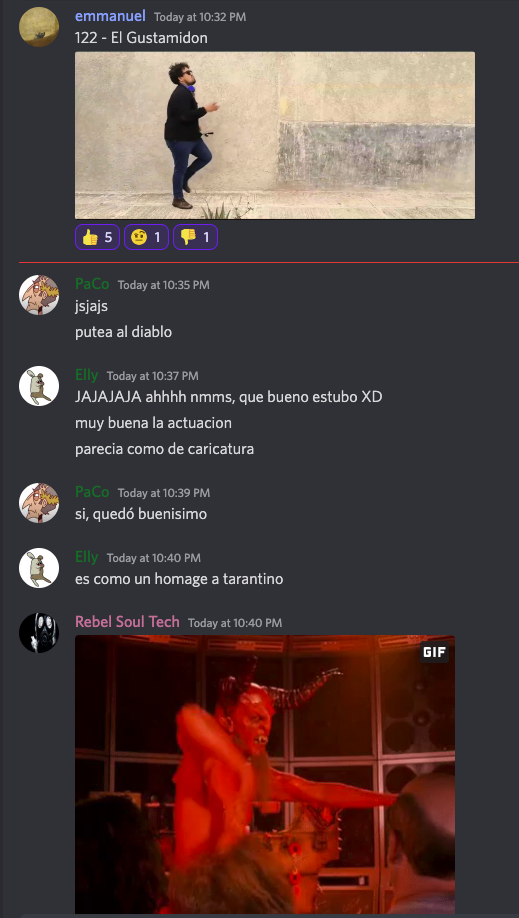 emmanuel Today at 10:32 PM
122 - El Gustamidon
5 1 1
PaCo Today at 10:35 PM
jsjajs
putea al diablo
Elly Today at 10:37 PM
JAJAJAJA ahhhh nmms, que bueno estubo XD
muy buena la actuacion
parecia como de caricatura
PaCo Today at 10:39 PM
si, quedó buenisimo
Elly Today at 10:40 PM
es como un homage a tarantino
Rebel Soul Tech Today at 10:40 PM
GIF